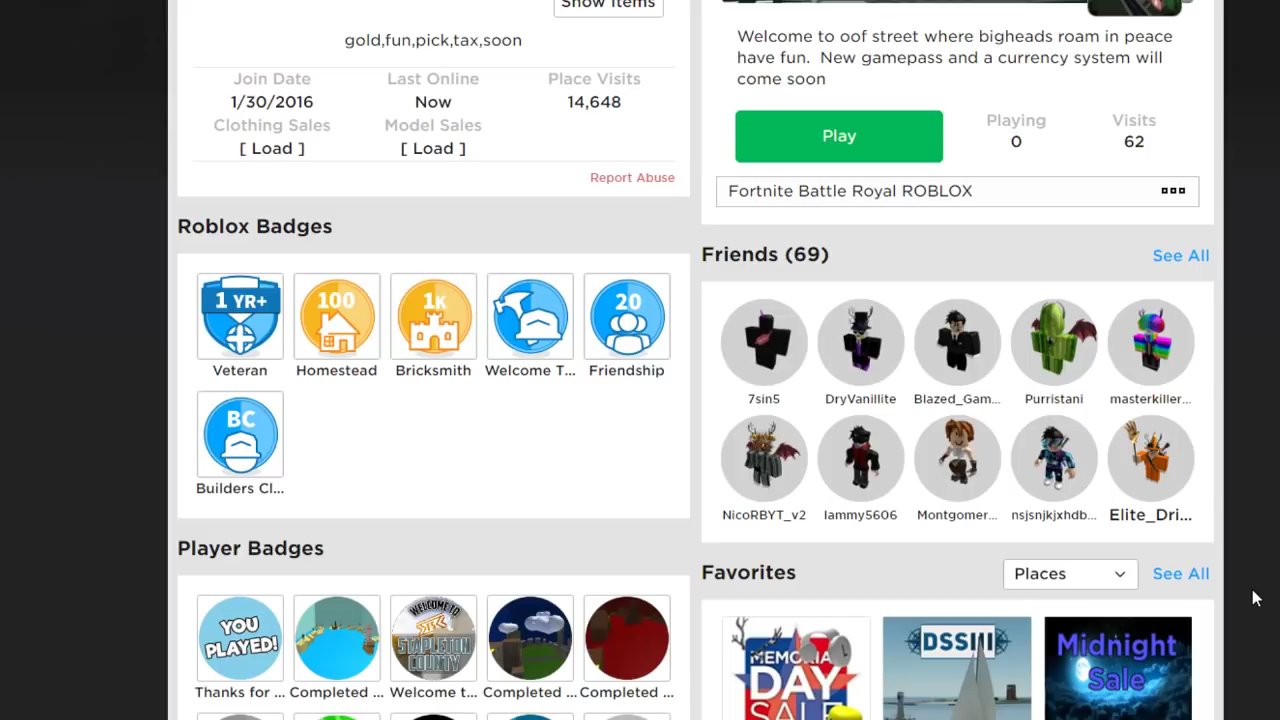 Show Items
gold,fun,pick,tax,soon
Join Date
Last Online
Place Visits
1/30/2016
Now
14,648
Clothing Sales
Model Sales
[ Load ]
[ Load ]
Report Abuse
Roblox Badges
1 YR+
100
1K
20
Veteran
Homestead
Bricksmith
Welcome T...
Friendship
BC
Builders Cl...
Player Badges
YOU
PLAYED!
WELCOME TO
STAPLETON
COUNTY
Thanks for ...
Completed ...
Welcome t...
Completed ...
Completed ...
Welcome to oof street where bigheads roam in peace
have fun.  New gamepass and a currency system will
come soon
Play
Playing
0
Visits
62
Fortnite Battle Royal ROBLOX
Friends (69)
See All
7sin5
DryVanillite
Blazed_Gam...
Purristani
masterkiller...
NicoRBYT_v2
lammy5606
Montgomer...
nsjsnjkjxhdb...
Elite_Dri...
Favorites
Places
See All
MEMORIAL
DAY
SALE
DSSIII
Midnight
Sale